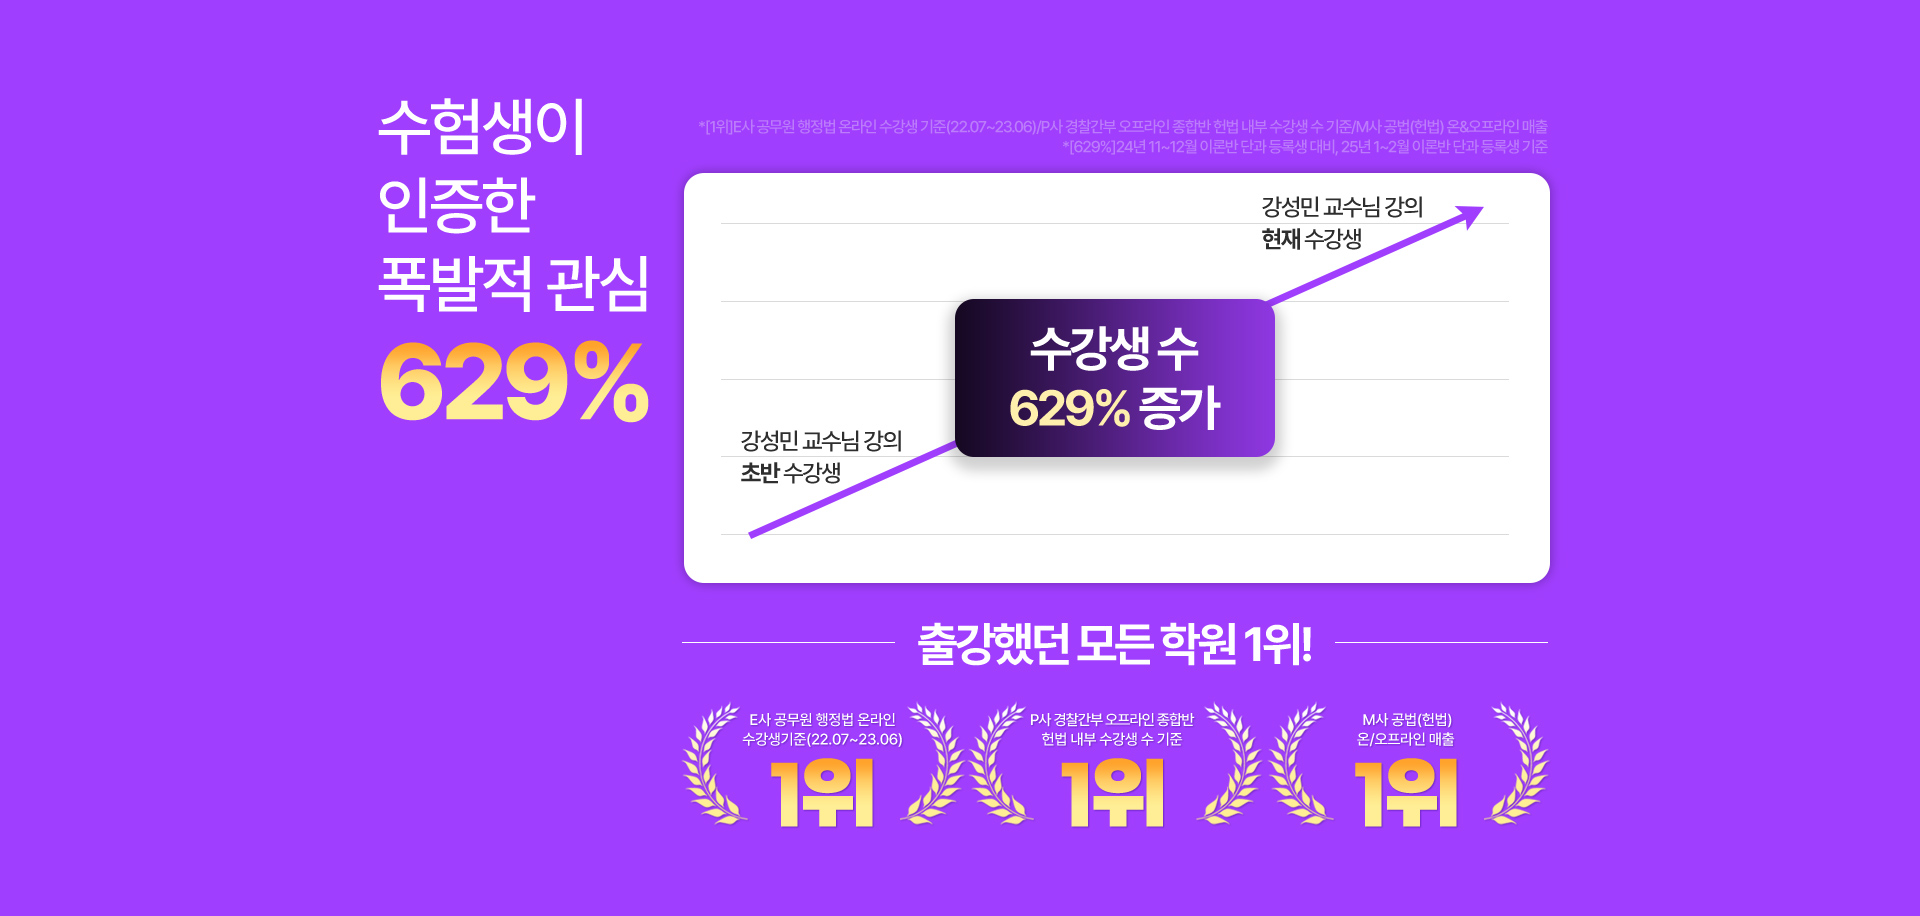 수험생이
인증한
폭발적 관심
629%
*[1위]E사 공무원 행정법 온라인 수강생 기준(22.07~23.06)/P사 경찰간부 오프라인 종합반 헌법 내부 수강생 수 기준/M사 공법(헌법) 온&오프라인 매출
*[629%]24년 11~12월 이론반 단과 등록생 대비, 25년 1~2월 이론반 단과 등록생 기준
강성민 교수님 강의
현재 수강생
수강생 수
629% 증가
강성민 교수님 강의
초반 수강생
출강했던 모든 학원 1위!
E사 공무원 행정법 온라인
수강생기준(22.07~23.06)
1위
P사 경찰간부 오프라인 종합반
헌법 내부 수강생 수 기준
1위
M사 공법(헌법)
온/오프라인 매출
1위